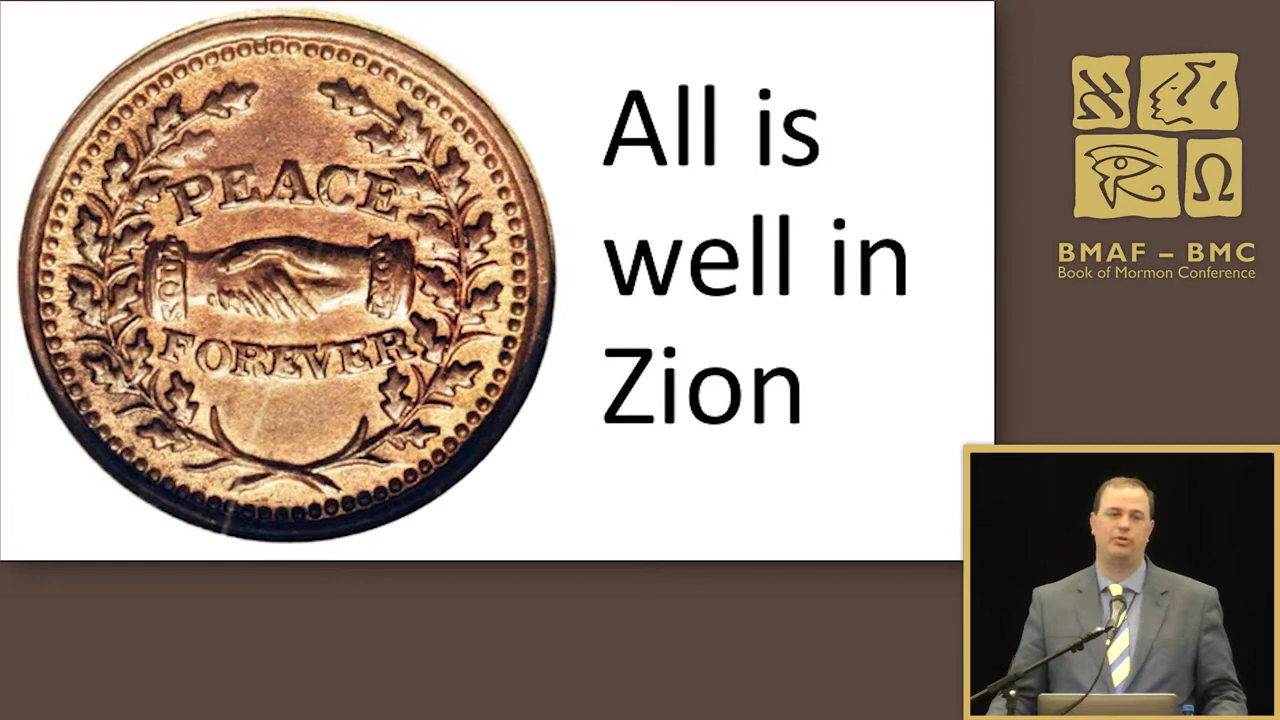 PEACE
FOREVER
All is
well in
Zion
א
Ω
BMAF – BMC
Book of Mormon Conference